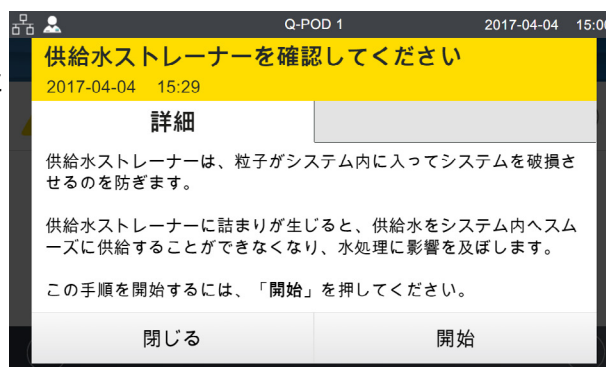 Q-POD 1 2017-04-04 15:00
供給水ストレーナーを確認してください
2017-04-04 15:29
詳細
供給水ストレーナーは、粒子がシステム内に入ってシステムを破損さ
せるのを防ぎます。
供給水ストレーナーに詰まりが生じると、供給水をシステム内へスム
ーズに供給することができなくなり、水処理に影響を及ぼします。
この手順を開始するには、「開始」を押してください。
閉じる 開始